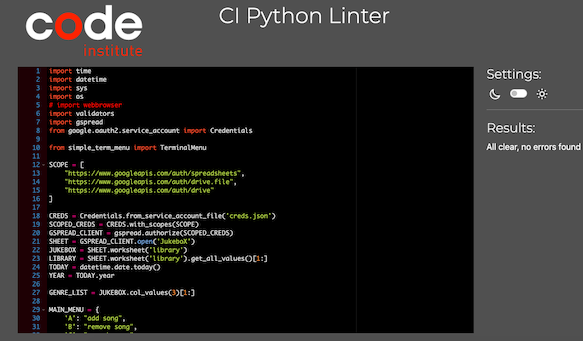 code
institute
CI Python Linter
1 import time
2 import datetime
3 import sys
4 import os
5 # import webbrowser
6 import validators
7 import gspread
8 from google.oauth2.service_account import Credentials
9
10 from simple_term_menu import TerminalMenu
11
12 SCOPE = [
13 "https://www.googleapis.com/auth/spreadsheets",
14 "https://www.googleapis.com/auth/drive.file",
15 "https://www.googleapis.com/auth/drive"
16 ]
17
18 CREDS = Credentials.from_service_account_file('creds.json')
19 SCOPED_CREDS = CREDS.with_scopes(SCOPE)
20 GSPREAD_CLIENT = gspread.authorize(SCOPED_CREDS)
21 SHEET = GSPREAD_CLIENT.open('JukeboX')
22 JUKEBOX = SHEET.worksheet('library')
23 LIBRARY = SHEET.worksheet('library').get_all_values()[1:]
24 TODAY = datetime.date.today()
25 YEAR = TODAY.year
26
27 GENRE_LIST = JUKEBOX.col_values(3)[1:]
28
29 MAIN_MENU = {
30 'A': "add song",
31 'B': "remove song",
Settings:
Results:
All clear, no errors found